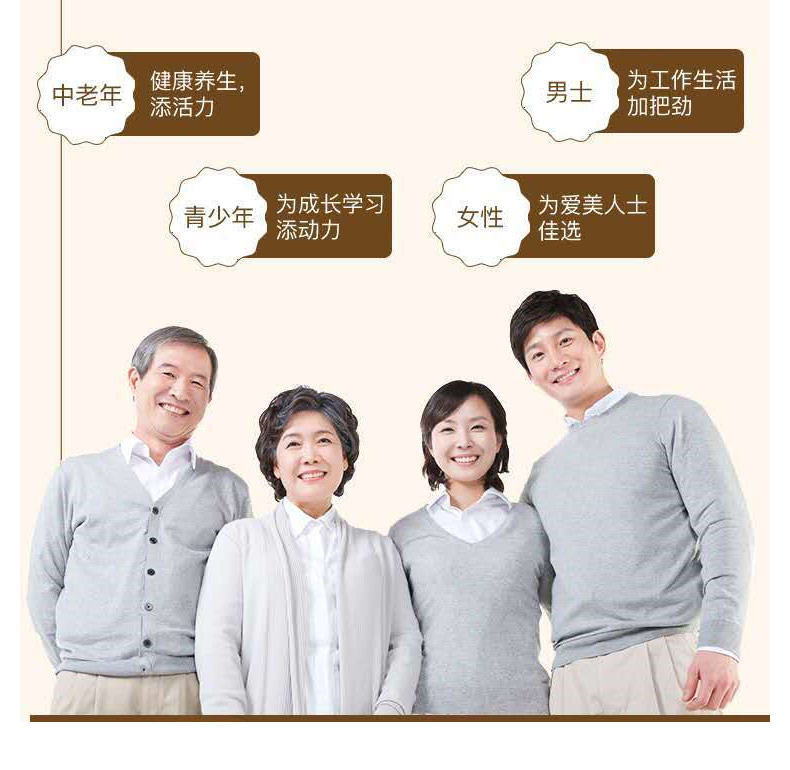 中老年
健康养生,
添活力
男士
为工作生活
加把劲
青少年
为成长学习
添动力
女性
为爱美人士
佳选